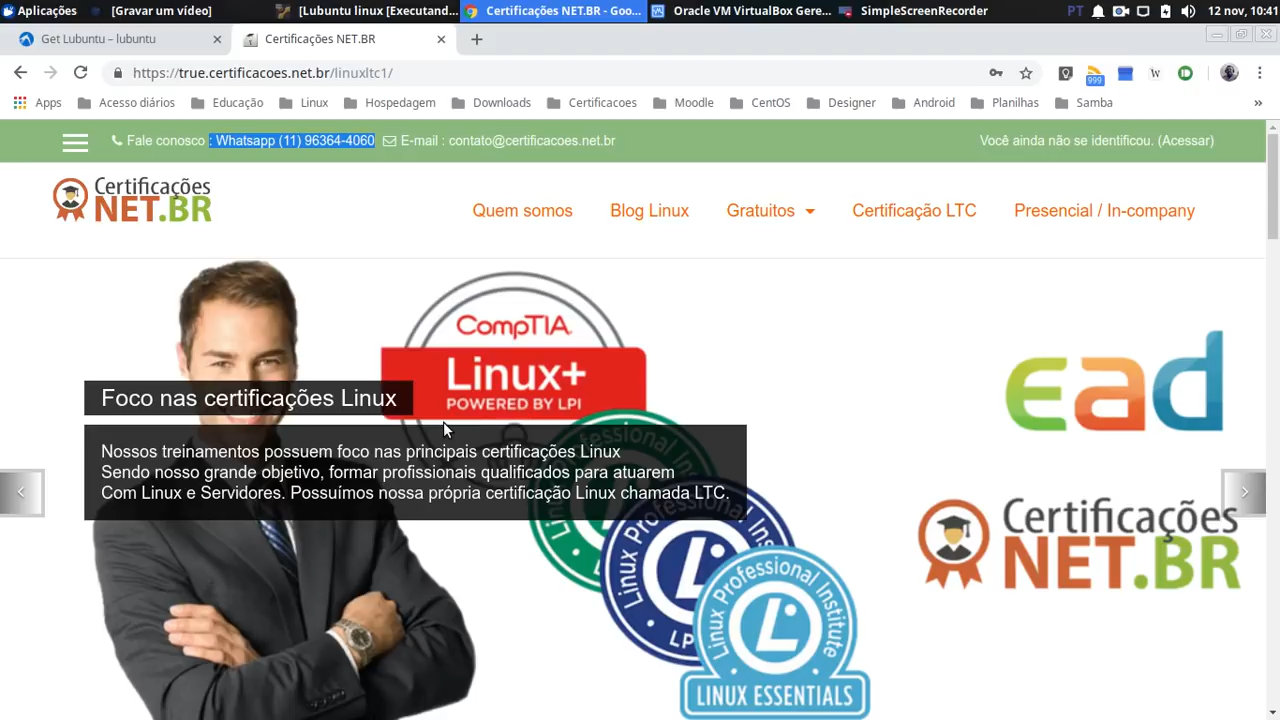 Aplicações
[Gravar um vídeo]
[Lubuntu linux [Executand...
Certificações NET.BR - Goo...
Oracle VM VirtualBox Gere...
SimpleScreenRecorder
PT
12 nov, 10:41
Get Lubuntu – lubuntu
Certificações NET.BR
https://true.certificacoes.net.br/linuxltc1/
999
W
Apps
Acesso diários
Educação
Linux
Hospedagem
Downloads
Certificacoes
Moodle
CentOS
Designer
Android
Planilhas
Samba
»
Fale conosco : Whatsapp (11) 96364-4060
E-mail : contato@certificacoes.net.br
Você ainda não se identificou. (Acessar)
Certificações
NET.BR
Quem somos
Blog Linux
Gratuitos
Certificação LTC
Presencial / In-company
CompTIA.
Linux+
POWERED BY LPI
ead
Foco nas certificações Linux
Nossos treinamentos possuem foco nas principais certificações Linux
Sendo nosso grande objetivo, formar profissionais qualificados para atuarem
Com Linux e Servidores. Possuímos nossa própria certificação Linux chamada LTC.
Linux Professional Institute
LP
Linux Professional Institute
LINUX ESSENTIALS
Certificações
NET.BR